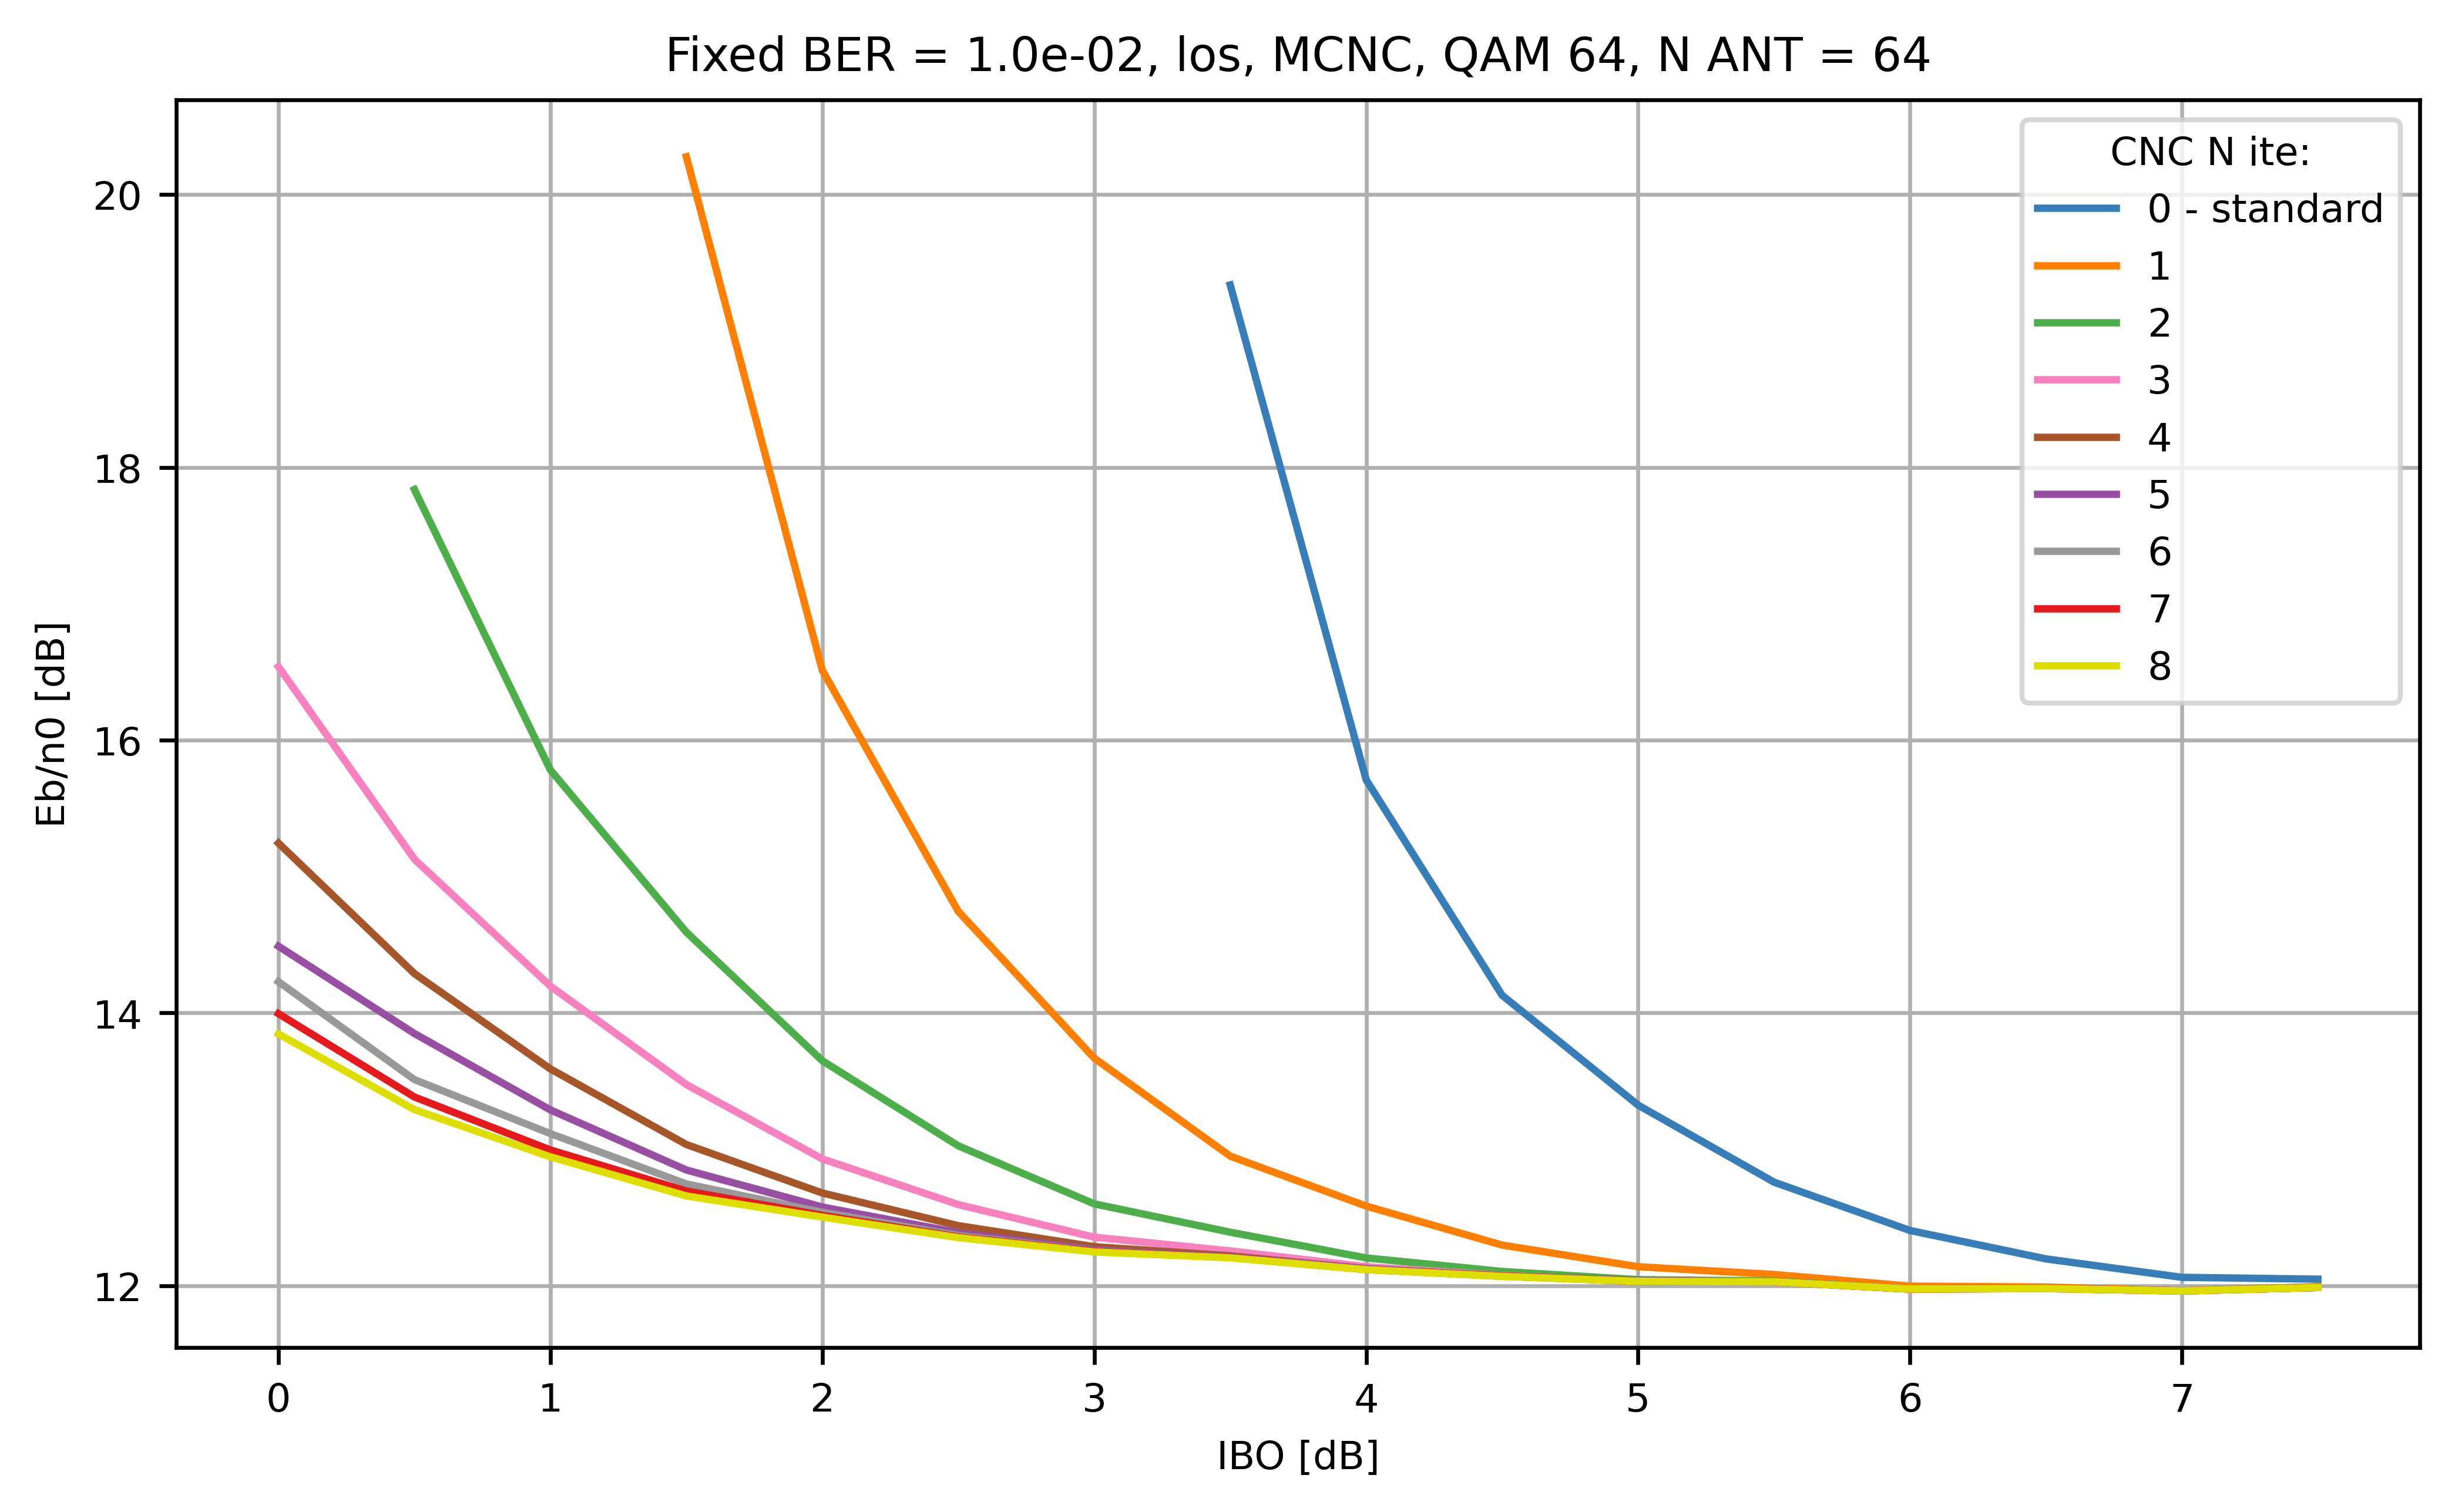 Fixed BER = 1.0e-02, los, MCNC, QAM 64, N ANT = 64
Eb/n0 [dB]
20
18
16
14
12
CNC N ite:
0 - standard
1
2
3
4
5
6
7
8
0 1 2 3 4 5 6 7
IBO [dB]